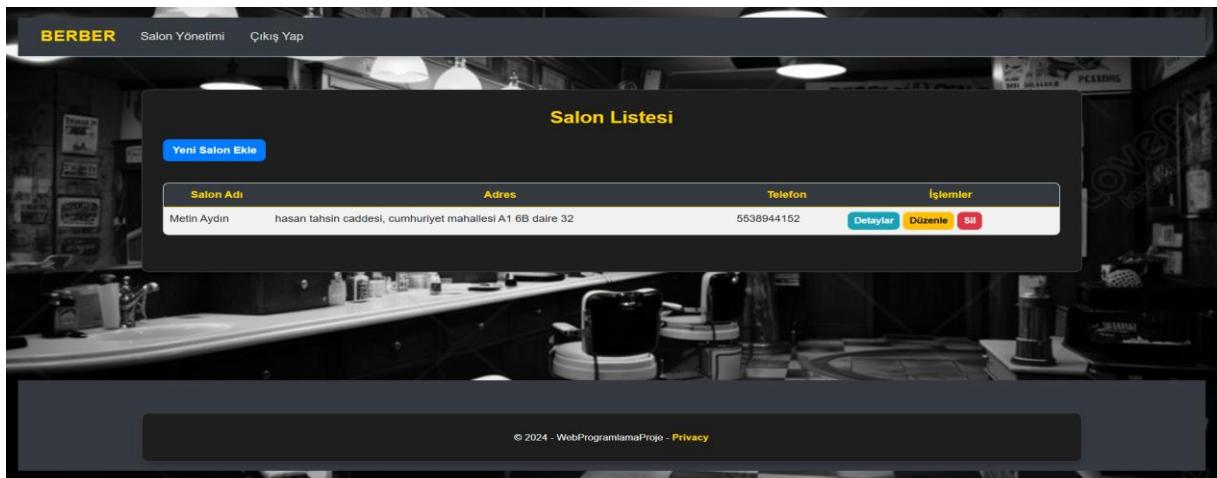 BERBER Salon Yönetimi Çıkış Yap
Salon Listesi
Yeni Salon Ekle
Salon Adı Adres Telefon İşlemler
Metin Aydın hasan tahsin caddesi, cumhuriyet mahallesi A1 6B daire 32 5538944152 Detaylar Düzenle Sil
© 2024 - WebProgramlamaProje - Privacy